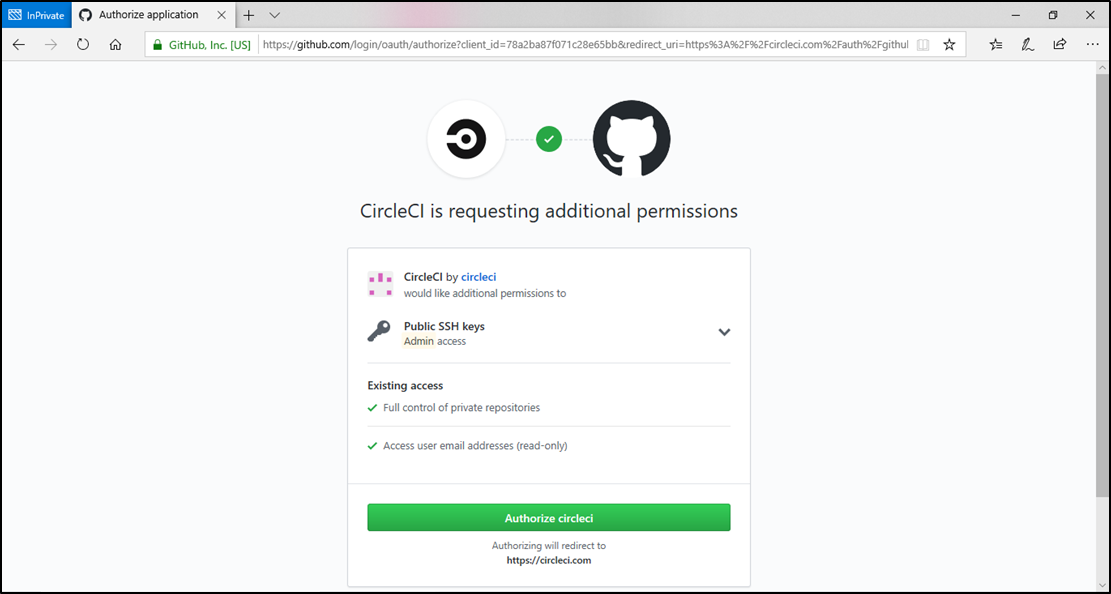 InPrivate
Authorize application
GitHub, Inc. [US]
https://github.com/login/oauth/authorize?client_id=78a2ba87f071c28e65bb&redirect_uri=https%3A%2F%2Fcircleci.com%2Fauth%2Fgithul
CircleCI is requesting additional permissions
CircleCI by circleci
would like additional permissions to
Public SSH keys
Admin access
Existing access
Full control of private repositories
Access user email addresses (read-only)
Authorize circleci
Authorizing will redirect to
https://circleci.com